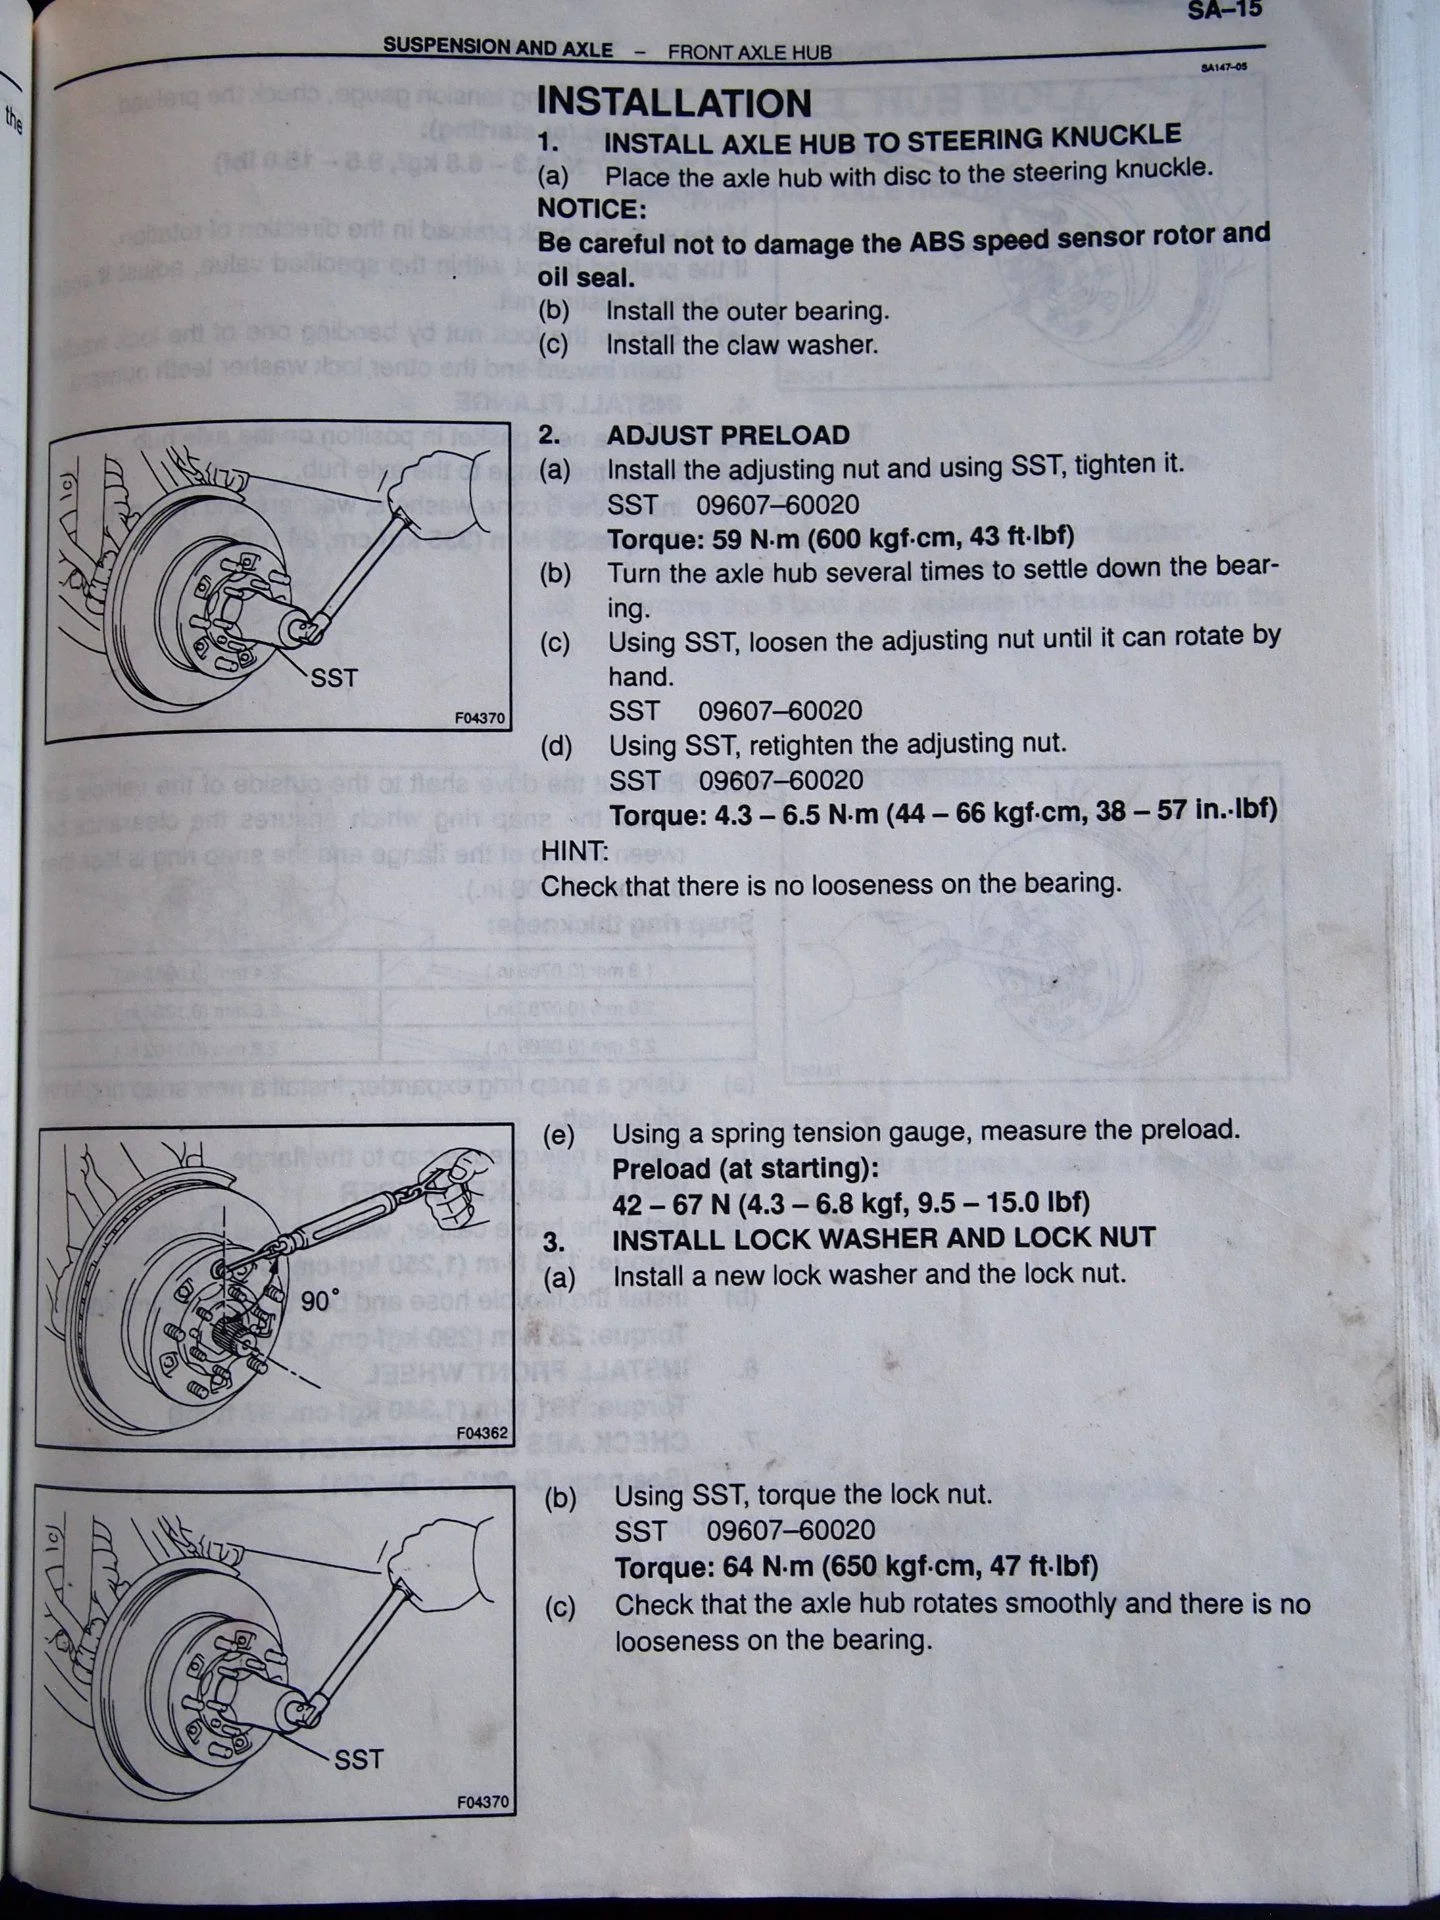 the
SA–15
SUSPENSION AND AXLE – FRONT AXLE HUB
SA147–05
INSTALLATION
1. INSTALL AXLE HUB TO STEERING KNUCKLE
(a) Place the axle hub with disc to the steering knuckle.
NOTICE:
Be careful not to damage the ABS speed sensor rotor and
oil seal.
(b) Install the outer bearing.
(c) Install the claw washer.
2. ADJUST PRELOAD
(a) Install the adjusting nut and using SST, tighten it.
SST 09607–60020
Torque: 59 N·m (600 kgf·cm, 43 ft·lbf)
(b) Turn the axle hub several times to settle down the bear-
ing.
(c) Using SST, loosen the adjusting nut until it can rotate by
hand.
SST 09607–60020
(d) Using SST, retighten the adjusting nut.
SST 09607–60020
Torque: 4.3 – 6.5 N·m (44 – 66 kgf·cm, 38 – 57 in.·lbf)
HINT:
Check that there is no looseness on the bearing.
SST
F04370
(e) Using a spring tension gauge, measure the preload.
Preload (at starting):
42 – 67 N (4.3 – 6.8 kgf, 9.5 – 15.0 lbf)
3. INSTALL LOCK WASHER AND LOCK NUT
(a) Install a new lock washer and the lock nut.
90°
F04362
(b) Using SST, torque the lock nut.
SST 09607–60020
Torque: 64 N·m (650 kgf·cm, 47 ft·lbf)
(c) Check that the axle hub rotates smoothly and there is no
looseness on the bearing.
SST
F04370